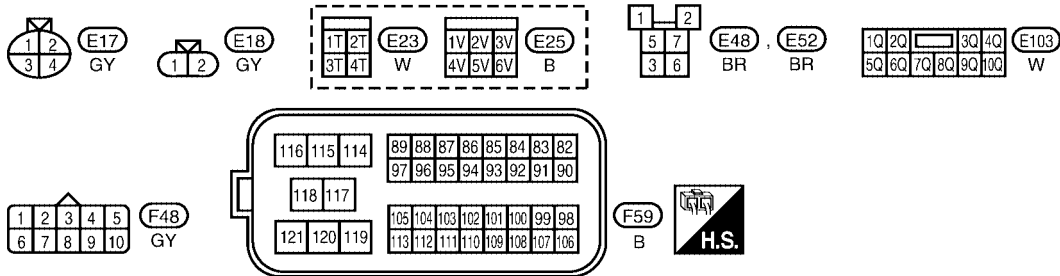 1 2
3 4
E17
GY
1 2
E18
GY
1T 2T
3T 4T
E23
W
1V 2V 3V
4V 5V 6V
E25
B
1 2
5 7
3 6
E48 , E52
BR BR
1Q 2Q 3Q 4Q
5Q 6Q 7Q 8Q 9Q 10Q
E103
W
1 2 3 4 5
6 7 8 9 10
F48
GY
116 115 114
118 117
121 120 119
89 88 87 86 85 84 83 82
97 96 95 94 93 92 91 90
105 104 103 102 101 100 99 98
113 112 111 110 109 108 107 106
F59
B
H.S.